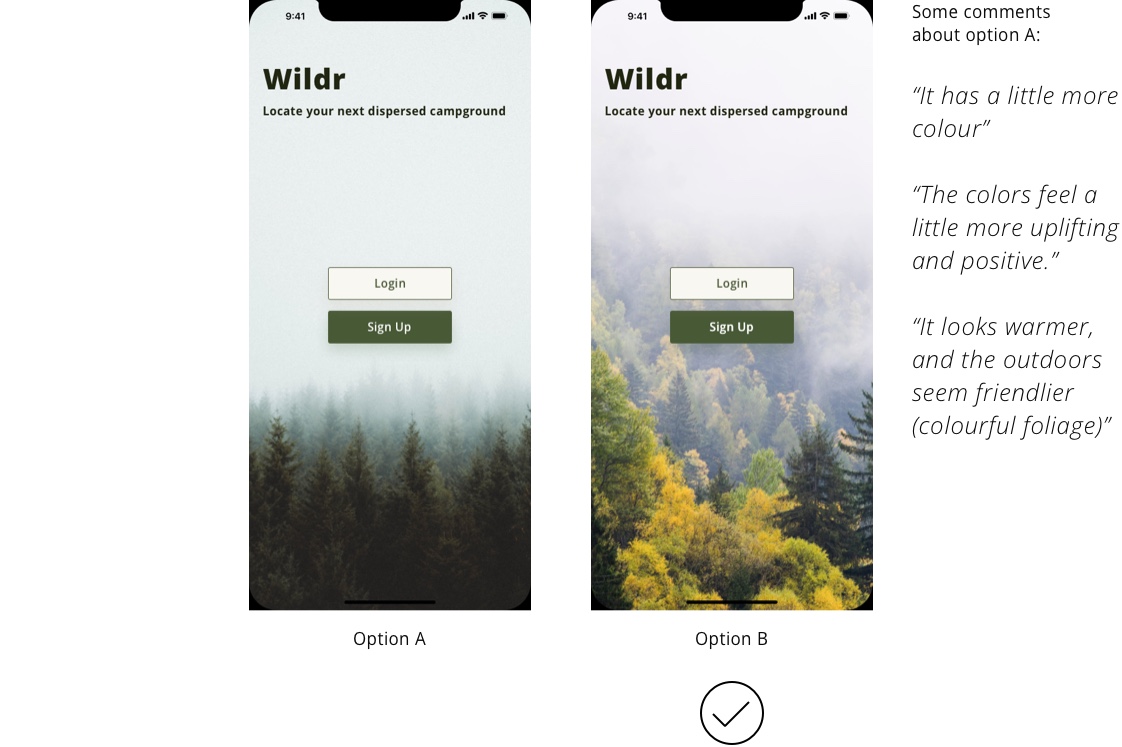 9:41
Wildr
Locate your next dispersed campground
Login
Sign Up
Option A
9:41
Wildr
Locate your next dispersed campground
Login
Sign Up
Option B
Some comments
about option A:
“It has a little more
colour”
“The colors feel a
little more uplifting
and positive.”
“It looks warmer,
and the outdoors
seem friendlier
(colourful foliage)”